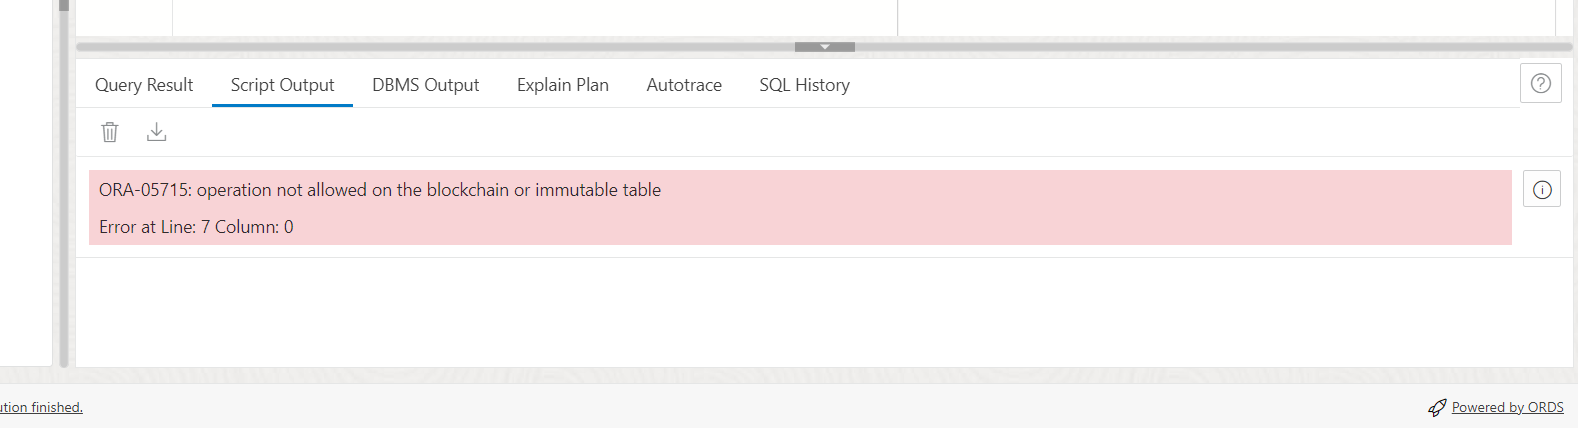 Query Result Script Output DBMS Output Explain Plan Autotrace SQL History
ORA-05715: operation not allowed on the blockchain or immutable table
Error at Line: 7 Column: 0
ution finished. Powered by ORDS